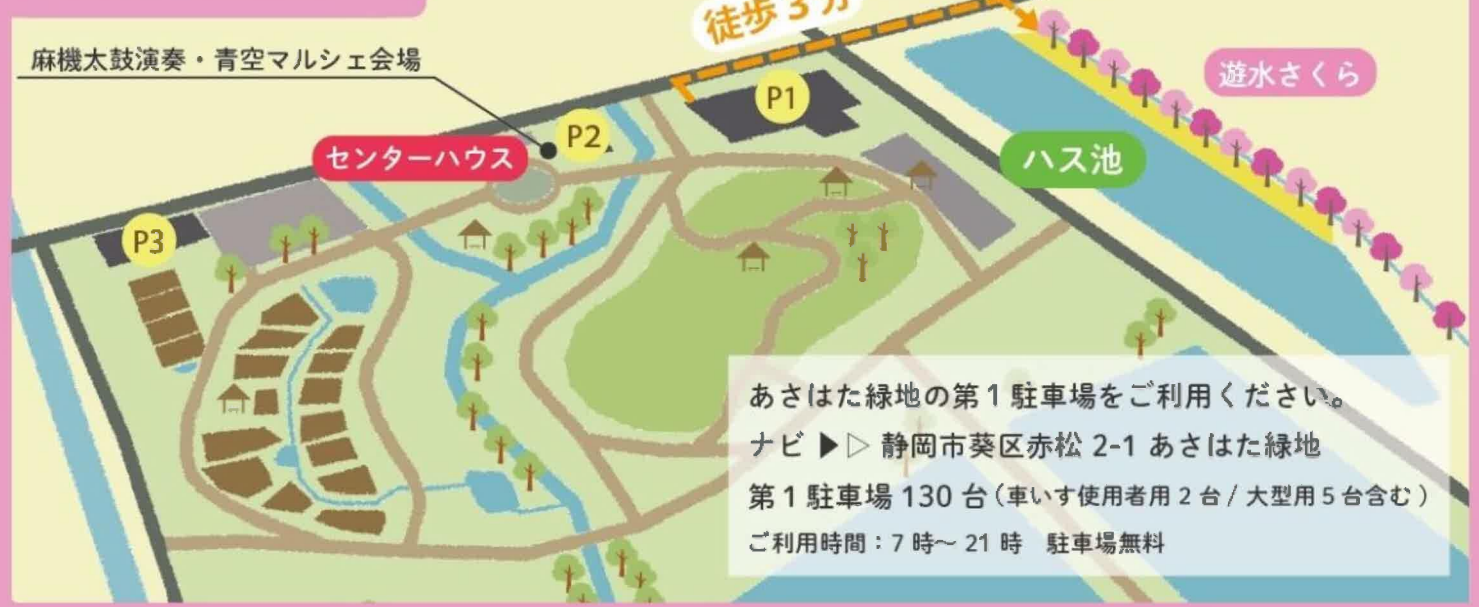 徒歩3分
麻機太鼓演奏・青空マルシェ会場
遊水さくら
P1
P2
センターハウス
ハス池
P3
あさはた緑地の第1駐車場をご利用ください。
ナビ ▶▷ 静岡市葵区赤松 2-1 あさはた緑地
第1駐車場 130 台(車いす使用者用2台 / 大型用5台含む)
ご利用時間:7時〜21時 駐車場無料